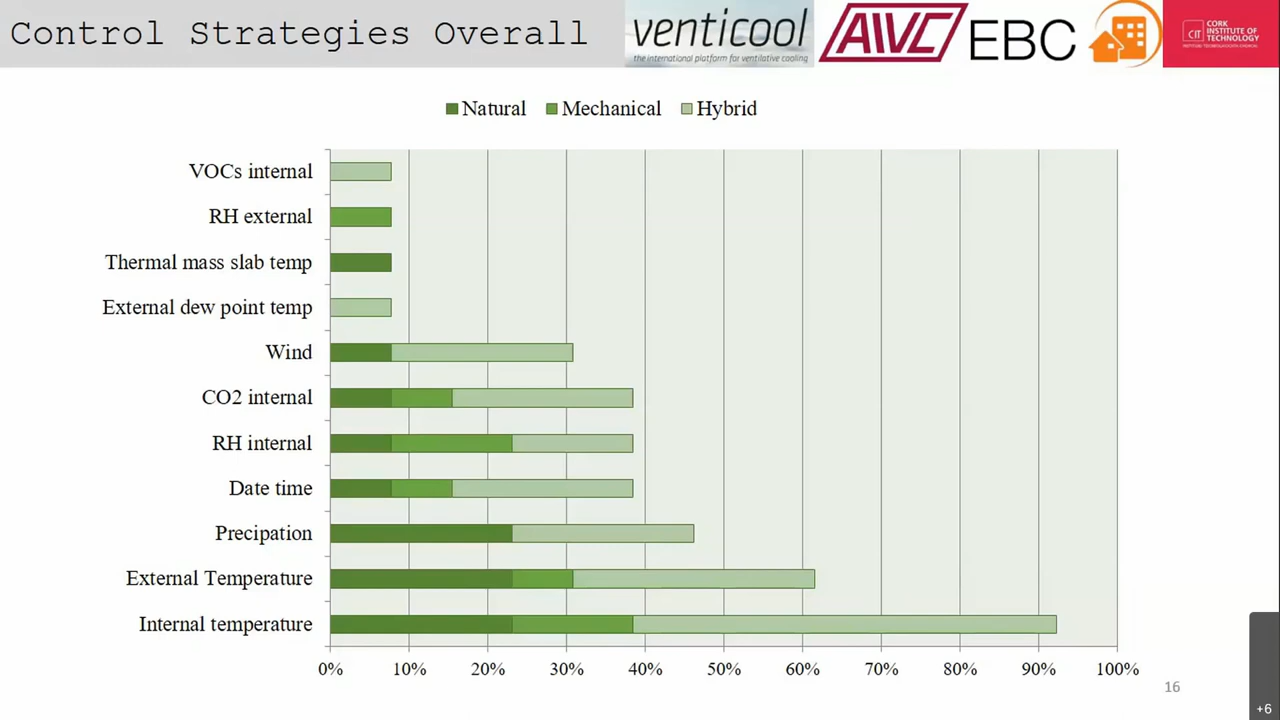 Control Strategies Overall
venticool
the international platform for ventilative cooling
AIVC
EBC
CIT
CORK
INSTITUTE OF
TECHNOLOGY
Natural Mechanical Hybrid
VOCs internal
RH external
Thermal mass slab temp
External dew point temp
Wind
CO2 internal
RH internal
Date time
Precipation
External Temperature
Internal temperature
0% 10% 20% 30% 40% 50% 60% 70% 80% 90% 100%
16
+6